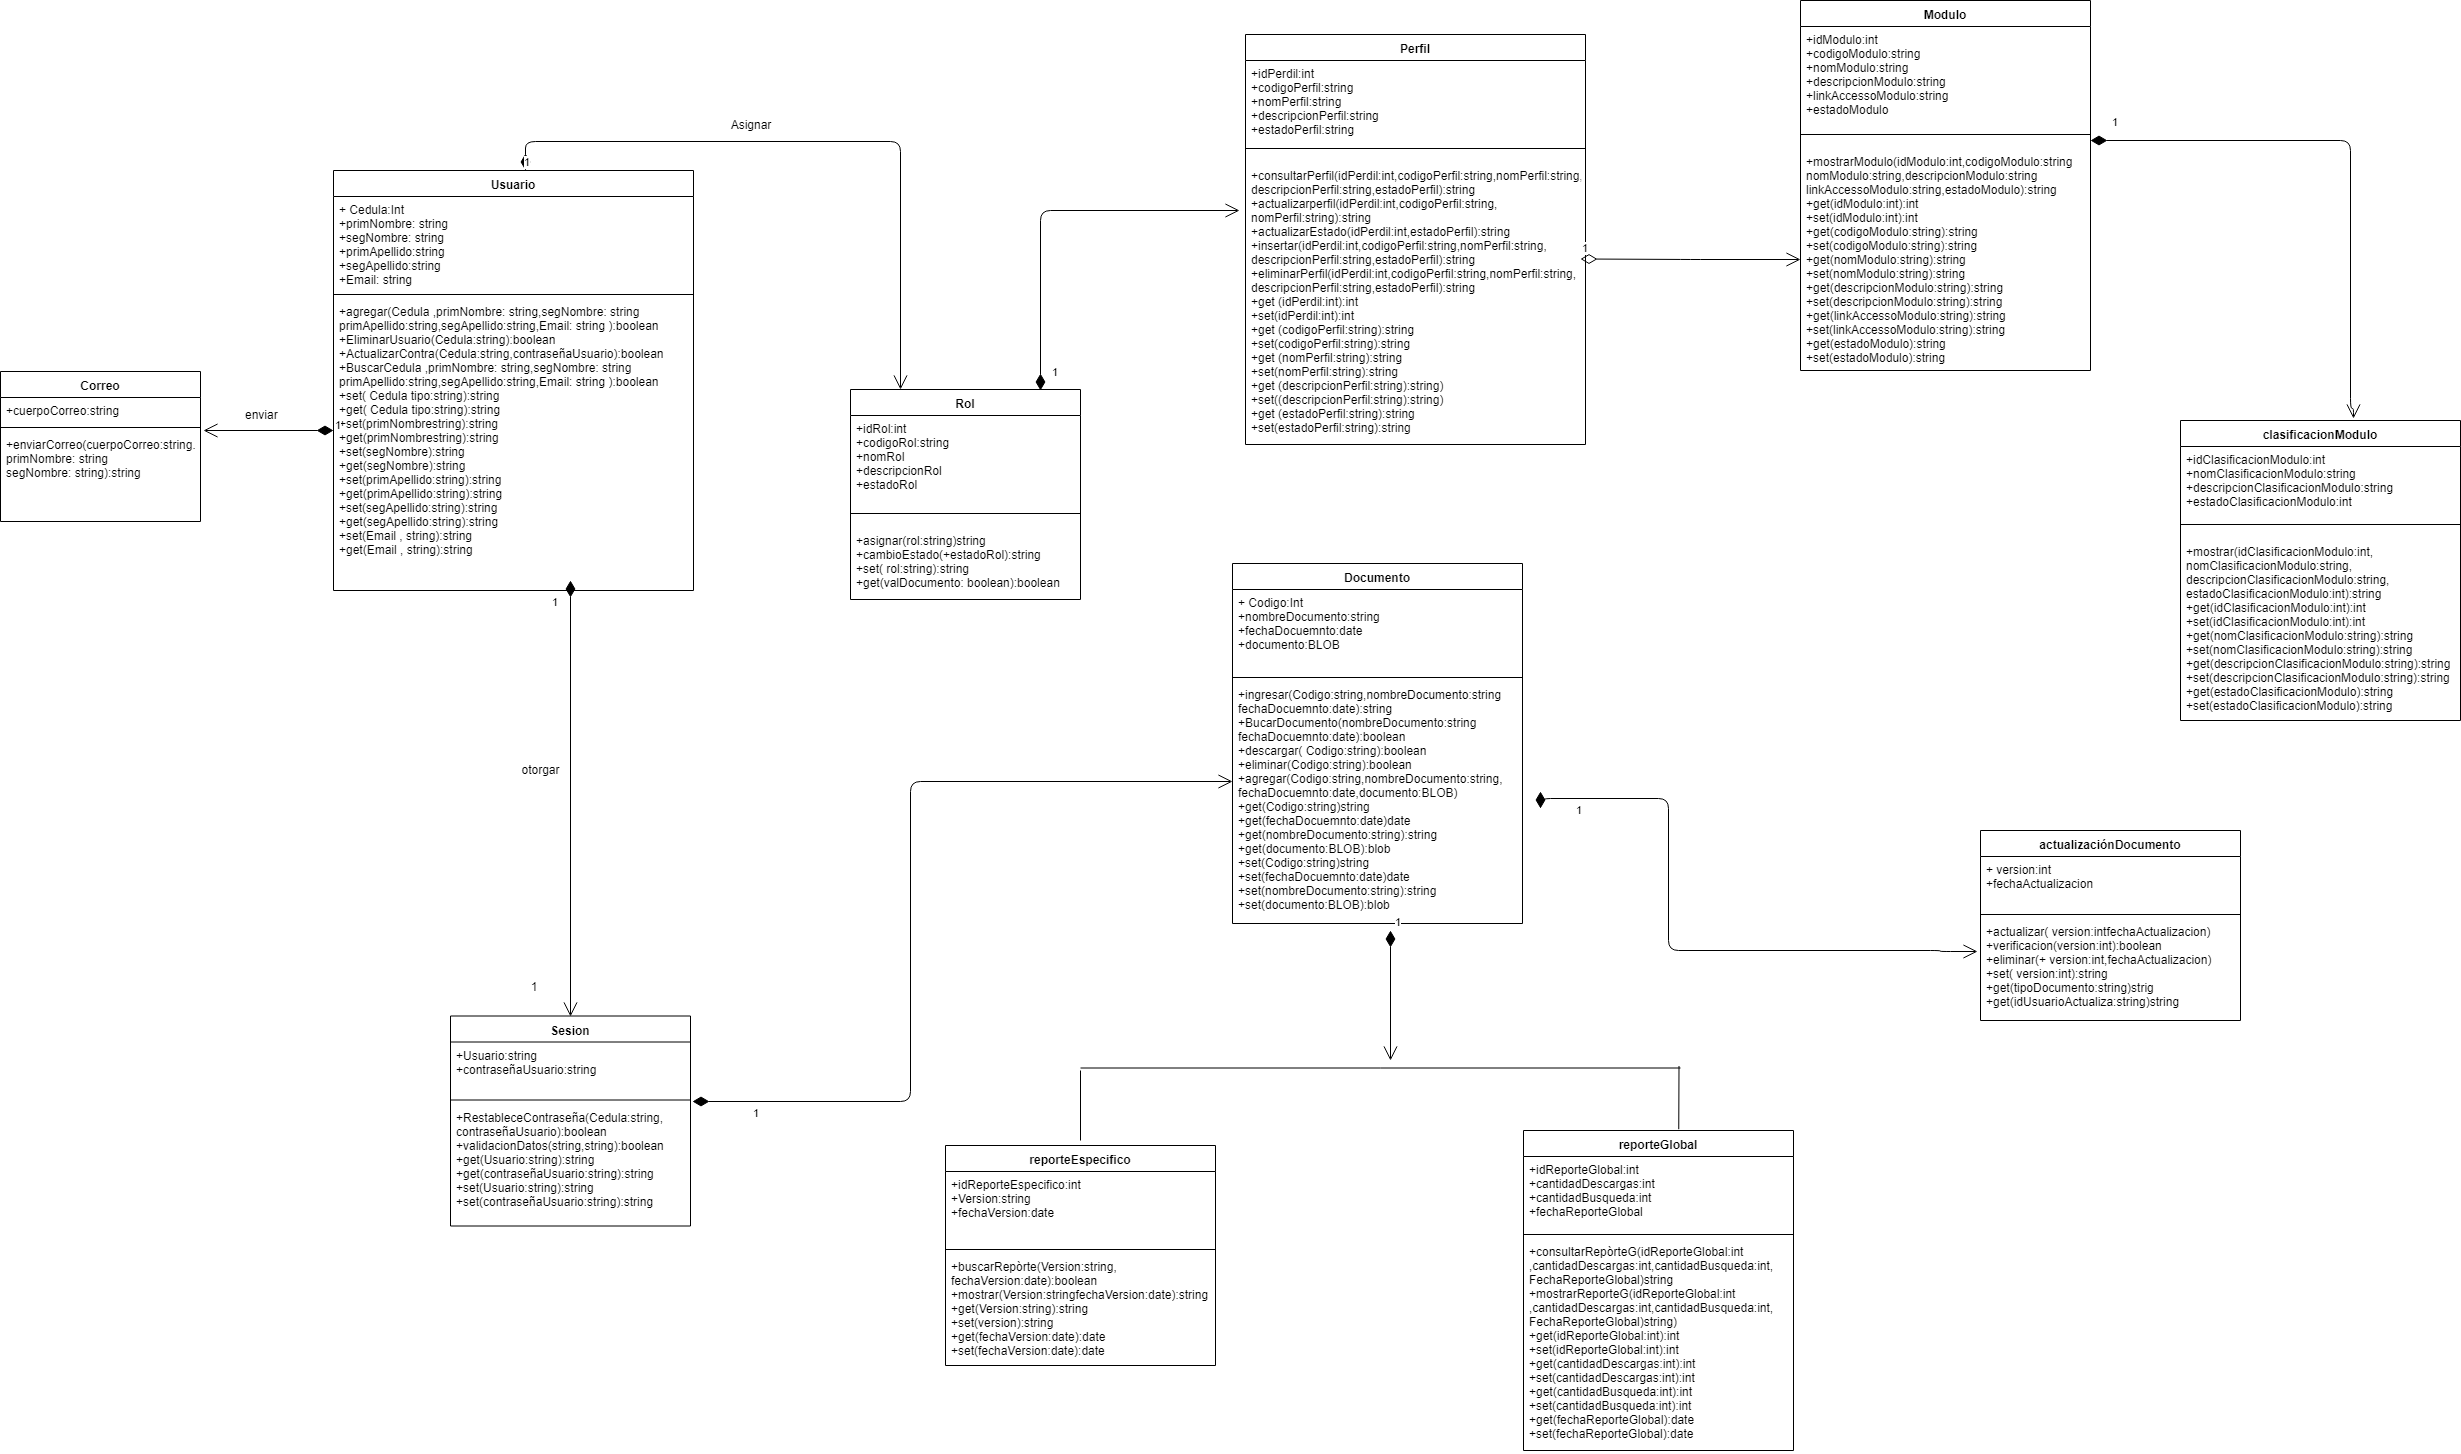 Modulo
+idModulo:int
+codigoModulo:string
+nomModulo:string
+descripcionModulo:string
+linkAccessoModulo:string
+estadoModulo
+mostrarModulo(idModulo:int,codigoModulo:string
nomModulo:string,descripcionModulo:string
linkAccessoModulo:string,estadoModulo):string
+get(idModulo:int):int
+set(idModulo:int):int
+get(codigoModulo:string):string
+set(codigoModulo:string):string
+get(nomModulo:string):string
+set(nomModulo:string):string
+get(descripcionModulo:string):string
+set(descripcionModulo:string):string
+get(linkAccessoModulo:string):string
+set(linkAccessoModulo:string):string
+get(estadoModulo):string
+set(estadoModulo):string
1
Perfil
+idPerdil:int
+codigoPerfil:string
+nomPerfil:string
+descripcionPerfil:string
+estadoPerfil:string
+consultarPerfil(idPerdil:int,codigoPerfil:string,nomPerfil:string,
descripcionPerfil:string,estadoPerfil):string
+actualizarperfil(idPerdil:int,codigoPerfil:string,
nomPerfil:string):string
+actualizarEstado(idPerdil:int,estadoPerfil):string
+insertar(idPerdil:int,codigoPerfil:string,nomPerfil:string,
descripcionPerfil:string,estadoPerfil):string
+eliminarPerfil(idPerdil:int,codigoPerfil:string,nomPerfil:string,
descripcionPerfil:string,estadoPerfil):string
+get (idPerdil:int):int
+set(idPerdil:int):int
+get (codigoPerfil:string):string
+set(codigoPerfil:string):string
+get (nomPerfil:string):string
+set(nomPerfil:string):string
+get (descripcionPerfil:string):string)
+set((descripcionPerfil:string):string)
+get (estadoPerfil:string):string
+set(estadoPerfil:string):string
1
Asignar
1
Usuario
+ Cedula:Int
+primNombre: string
+segNombre: string
+primApellido:string
+segApellido:string
+Email: string
+agregar(Cedula ,primNombre: string,segNombre: string
primApellido:string,segApellido:string,Email: string ):boolean
+EliminarUsuario(Cedula:string):boolean
+ActualizarContra(Cedula:string,contraseñaUsuario):boolean
+BuscarCedula ,primNombre: string,segNombre: string
primApellido:string,segApellido:string,Email: string ):boolean
+set( Cedula tipo:string):string
+get( Cedula tipo:string):string
+set(primNombrestring):string
+get(primNombrestring):string
+set(segNombre):string
+get(segNombre):string
+set(primApellido:string):string
+get(primApellido:string):string
+set(segApellido:string):string
+get(segApellido:string):string
+set(Email , string):string
+get(Email , string):string
1
Correo
+cuerpoCorreo:string
+enviarCorreo(cuerpoCorreo:string.
primNombre: string
segNombre: string):string
enviar
1
1
Rol
+idRol:int
+codigoRol:string
+nomRol
+descripcionRol
+estadoRol
+asignar(rol:string)string
+cambioEstado(+estadoRol):string
+set( rol:string):string
+get(valDocumento: boolean):boolean
clasificacionModulo
+idClasificacionModulo:int
+nomClasificacionModulo:string
+descripcionClasificacionModulo:string
+estadoClasificacionModulo:int
+mostrar(idClasificacionModulo:int,
nomClasificacionModulo:string,
descripcionClasificacionModulo:string,
estadoClasificacionModulo:int):string
+get(idClasificacionModulo:int):int
+set(idClasificacionModulo:int):int
+get(nomClasificacionModulo:string):string
+set(nomClasificacionModulo:string):string
+get(descripcionClasificacionModulo:string):string
+set(descripcionClasificacionModulo:string):string
+get(estadoClasificacionModulo):string
+set(estadoClasificacionModulo):string
Documento
+ Codigo:Int
+nombreDocumento:string
+fechaDocuemnto:date
+documento:BLOB
+ingresar(Codigo:string,nombreDocumento:string
fechaDocuemnto:date):string
+BucarDocumento(nombreDocumento:string
fechaDocuemnto:date):boolean
+descargar( Codigo:string):boolean
+eliminar(Codigo:string):boolean
+agregar(Codigo:string,nombreDocumento:string,
fechaDocuemnto:date,documento:BLOB)
+get(Codigo:string)string
+get(fechaDocuemnto:date)date
+get(nombreDocumento:string):string
+get(documento:BLOB):blob
+set(Codigo:string)string
+set(fechaDocuemnto:date)date
+set(nombreDocumento:string):string
+set(documento:BLOB):blob
1
1
otorgar
1
actualizaciónDocumento
+ version:int
+fechaActualizacion
+actualizar( version:intfechaActualizacion)
+verificacion(version:int):boolean
+eliminar(+ version:int,fechaActualizacion)
+set( version:int):string
+get(tipoDocumento:string)strig
+get(idUsuarioActualiza:string)string
Sesion
+Usuario:string
+contraseñaUsuario:string
+RestableceContraseña(Cedula:string,
contraseñaUsuario):boolean
+validacionDatos(string,string):boolean
+get(Usuario:string):string
+get(contraseñaUsuario:string):string
+set(Usuario:string):string
+set(contraseñaUsuario:string):string
1
reporteEspecifico
+idReporteEspecifico:int
+Version:string
+fechaVersion:date
+buscarRepòrte(Version:string,
fechaVersion:date):boolean
+mostrar(Version:stringfechaVersion:date):string
+get(Version:string):string
+set(version):string
+get(fechaVersion:date):date
+set(fechaVersion:date):date
reporteGlobal
+idReporteGlobal:int
+cantidadDescargas:int
+cantidadBusqueda:int
+fechaReporteGlobal
+consultarRepòrteG(idReporteGlobal:int
,cantidadDescargas:int,cantidadBusqueda:int,
FechaReporteGlobal)string
+mostrarReporteG(idReporteGlobal:int
,cantidadDescargas:int,cantidadBusqueda:int,
FechaReporteGlobal)string)
+get(idReporteGlobal:int):int
+set(idReporteGlobal:int):int
+get(cantidadDescargas:int):int
+set(cantidadDescargas:int):int
+get(cantidadBusqueda:int):int
+set(cantidadBusqueda:int):int
+get(fechaReporteGlobal):date
+set(fechaReporteGlobal):date